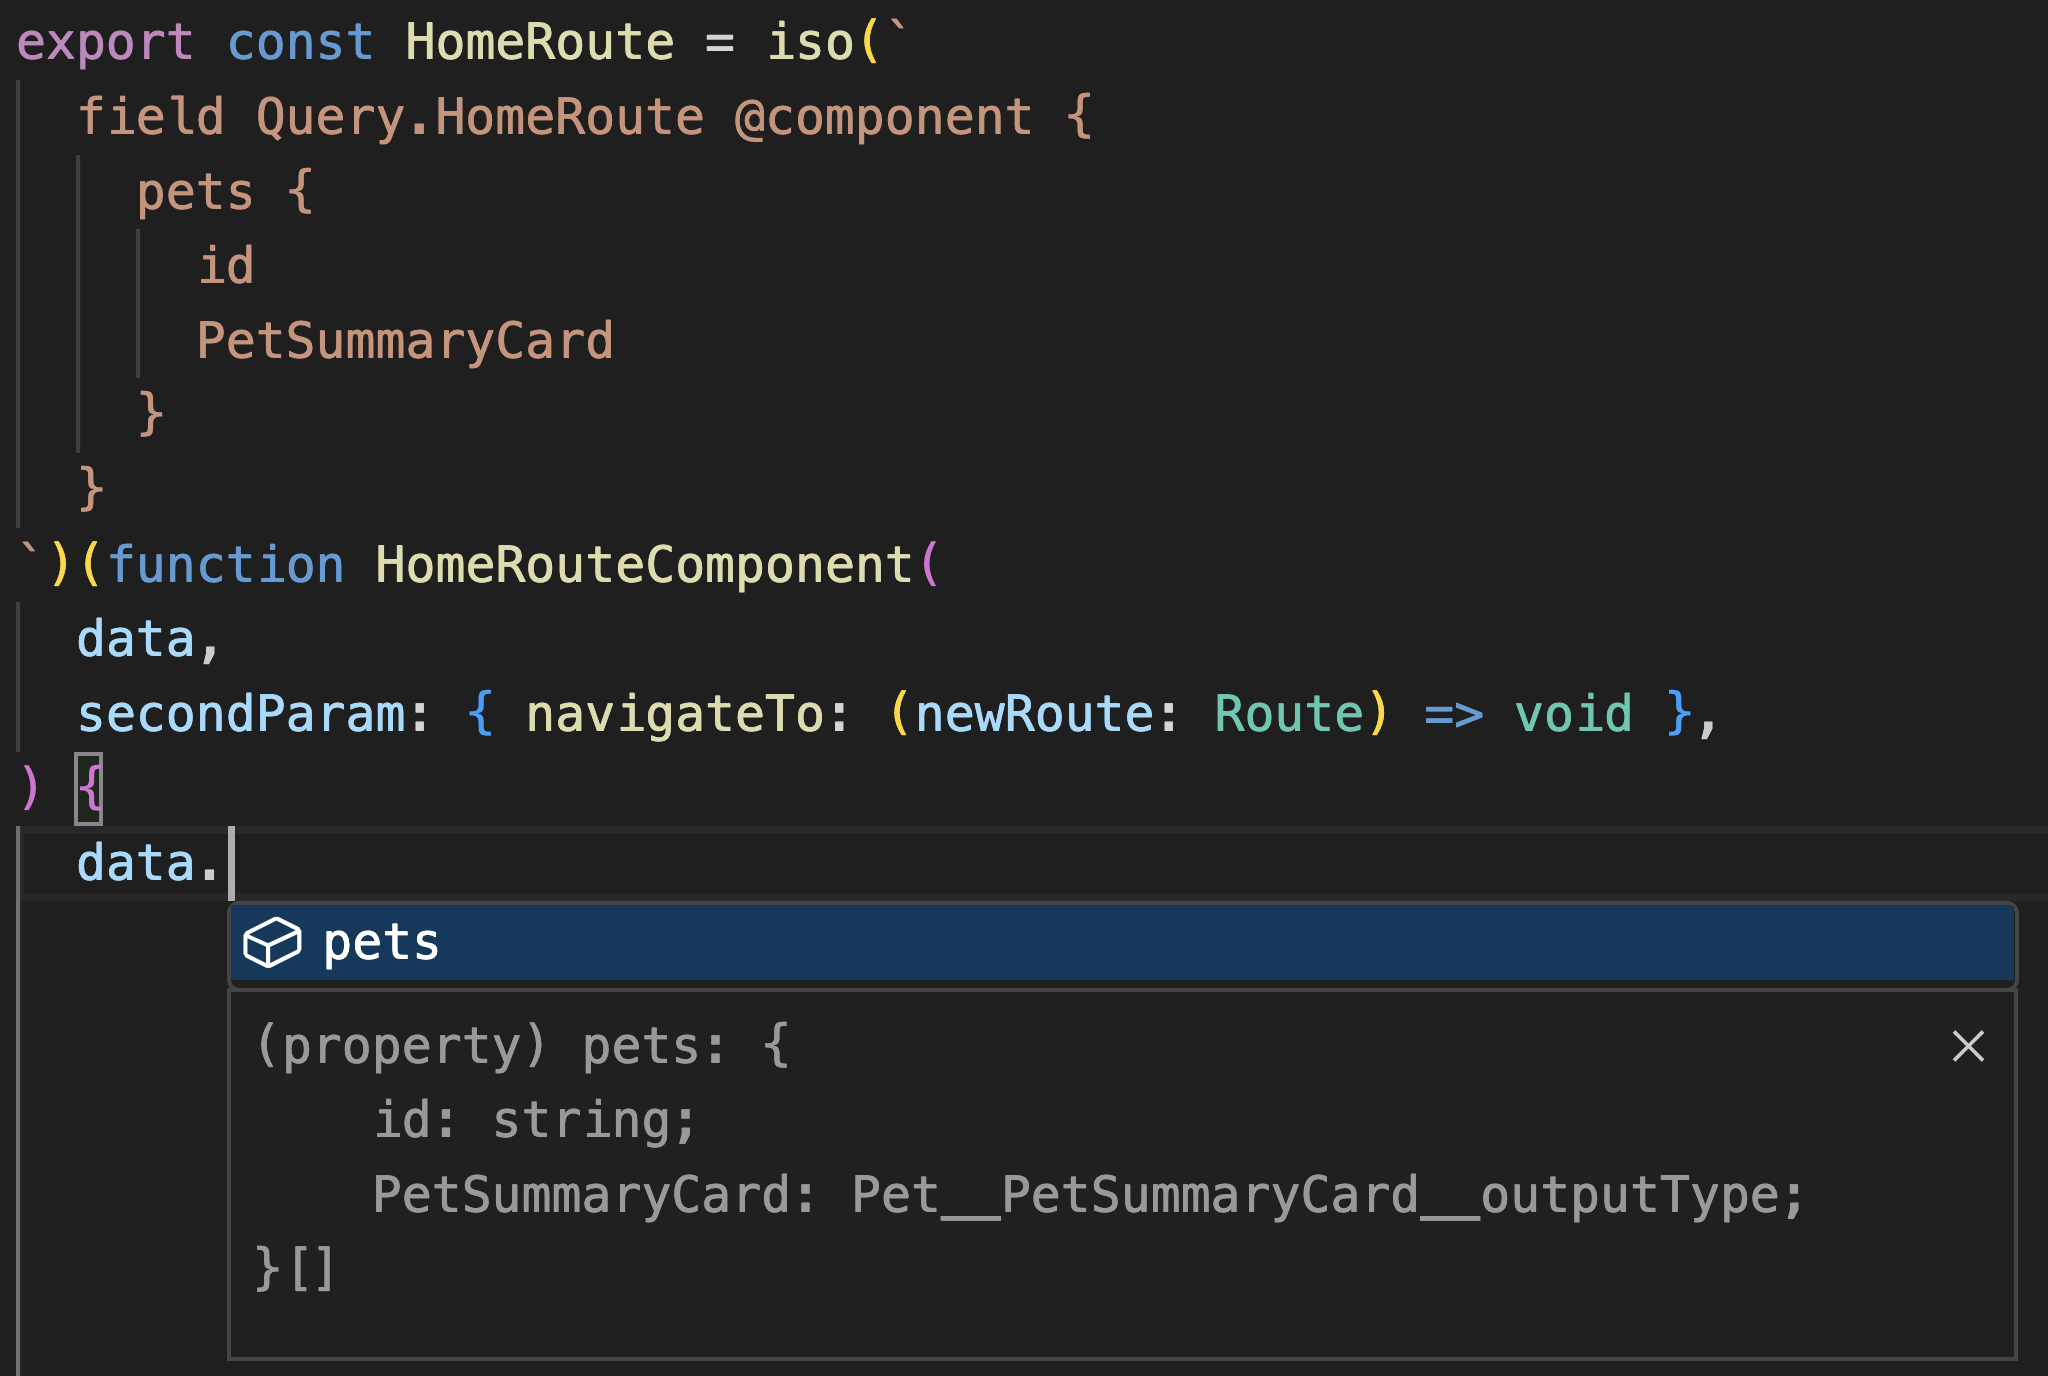 export const HomeRoute = iso(`
  field Query.HomeRoute @component {
    pets {
      id
      PetSummaryCard
    }
  }
`)(function HomeRouteComponent(
  data,
  secondParam: { navigateTo: (newRoute: Route) => void },
) {
  data.
pets
(property) pets: {
    id: string;
    PetSummaryCard: Pet__PetSummaryCard__outputType;
}[]